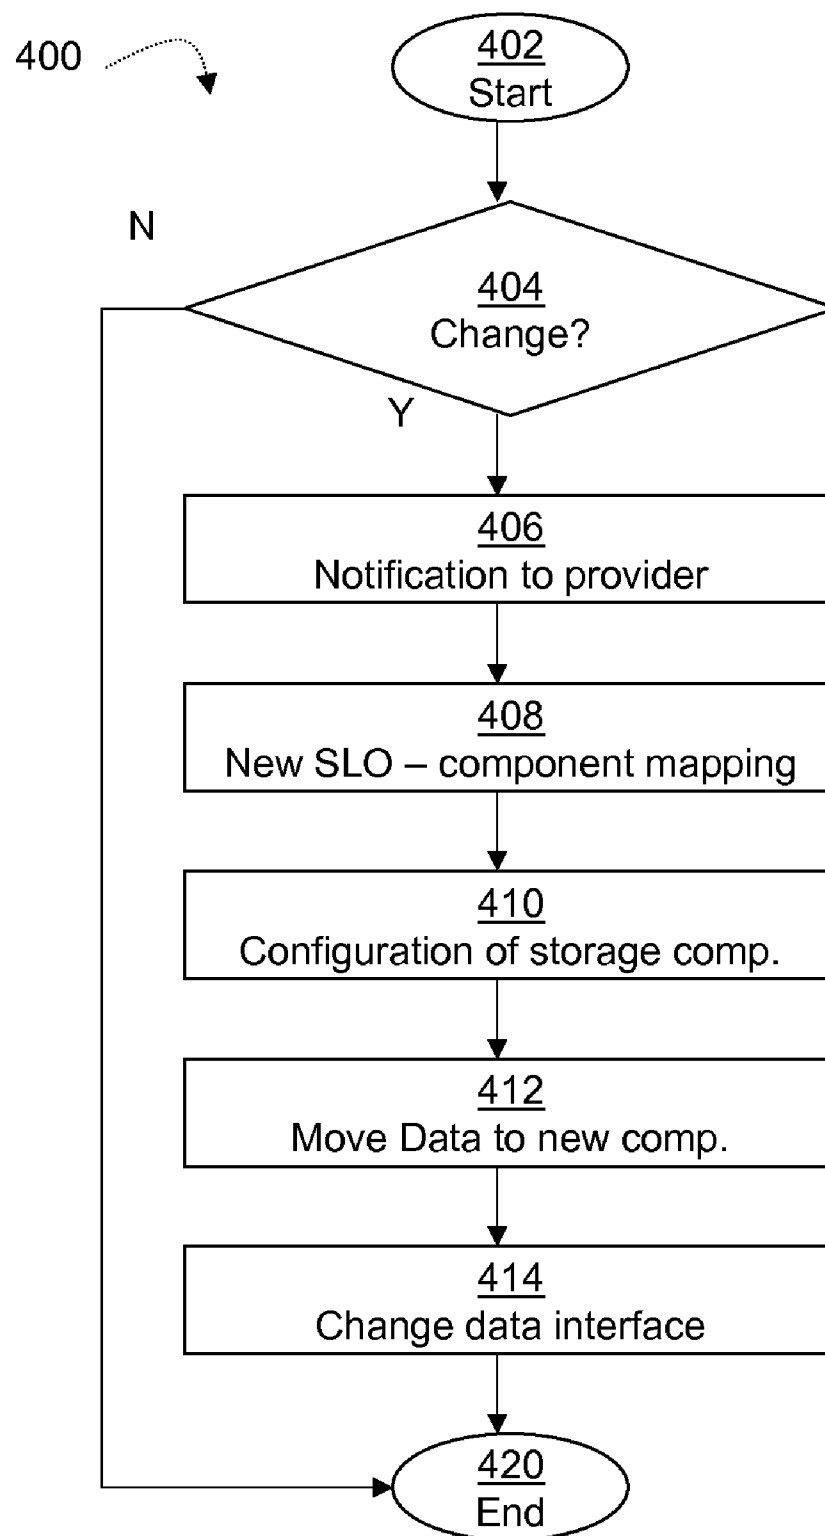 400
402
Start
N
404
Change?
Y
406
Notification to provider
408
New SLO – component mapping
410
Configuration of storage comp.
412
Move Data to new comp.
414
Change data interface
420
End